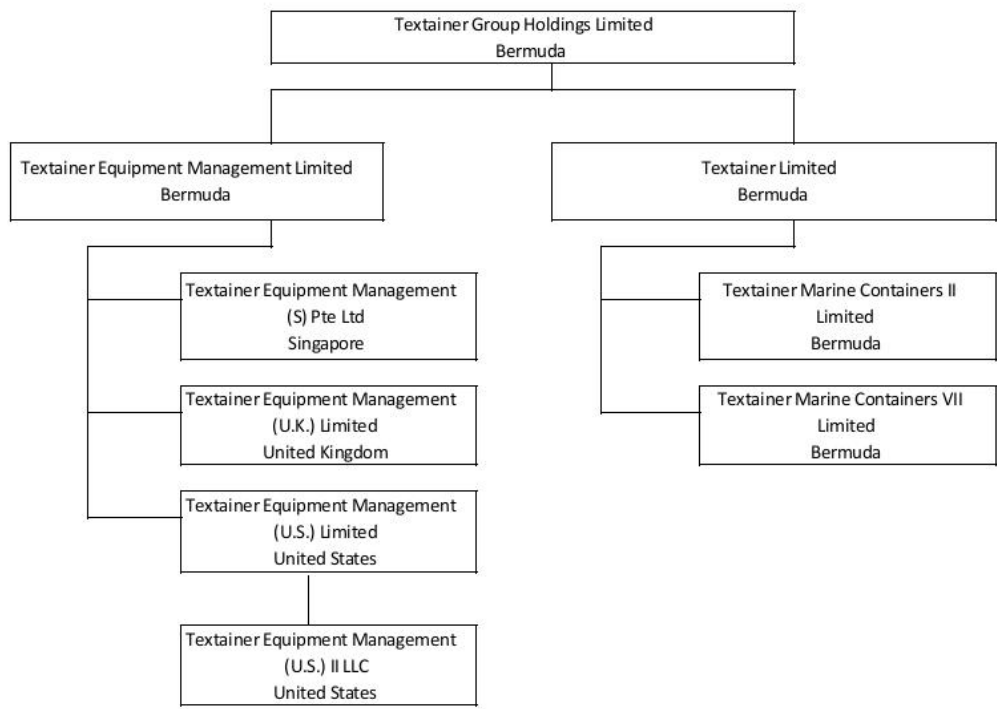 Textainer Group Holdings Limited
Bermuda
Textainer Equipment Management Limited
Bermuda
Textainer Limited
Bermuda
Textainer Equipment Management
(S) Pte Ltd
Singapore
Textainer Marine Containers II
Limited
Bermuda
Textainer Equipment Management
(U.K.) Limited
United Kingdom
Textainer Marine Containers VII
Limited
Bermuda
Textainer Equipment Management
(U.S.) Limited
United States
Textainer Equipment Management
(U.S.) II LLC
United States